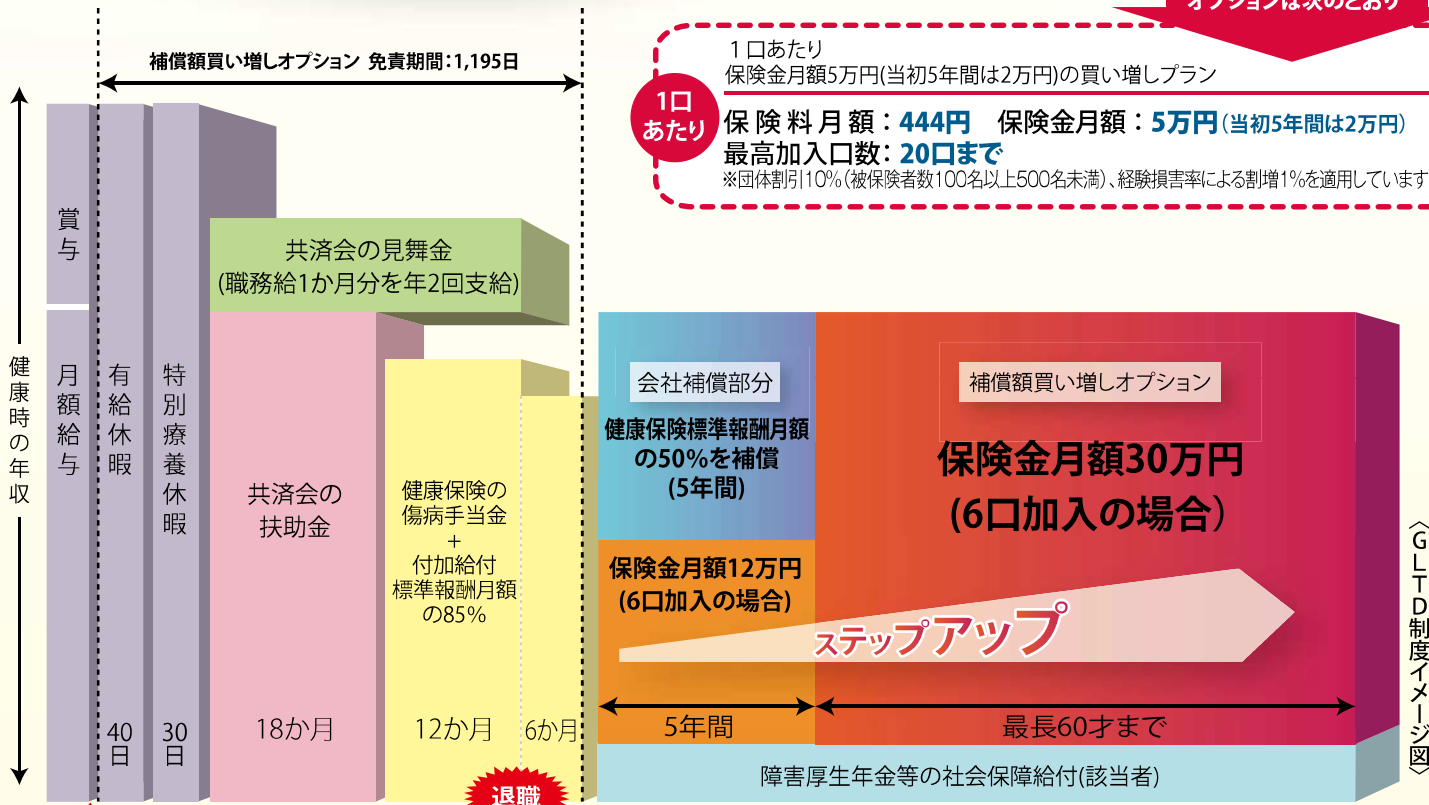 オプションは次のとおり
補償額買い増しオプション 免責期間:1,195日
1口
あたり
1口あたり
保険金月額5万円(当初5年間は2万円)の買い増しプラン
保険料月額：444円　保険金月額：5万円(当初5年間は2万円)
最高加入口数：20口まで
※団体割引10%(被保険者数100名以上500名未満)、経験損害率による割増1%を適用しています
健康時の年収
賞与
月額給与
有給休暇
40
日
特別療養休暇
30
日
共済会の見舞金
(職務給1か月分を年2回支給)
共済会の
扶助金
18か月
健康保険の
傷病手当金
+
付加給付
標準報酬月額
の85%
12か月
6か月
退職
会社補償部分
健康保険標準報酬月額
の50%を補償
(5年間)
保険金月額12万円
(6口加入の場合)
補償額買い増しオプション
保険金月額30万円
(6口加入の場合)
ステップアップ
5年間
最長60才まで
障害厚生年金等の社会保障給付(該当者)
〈GLTD制度イメージ図〉